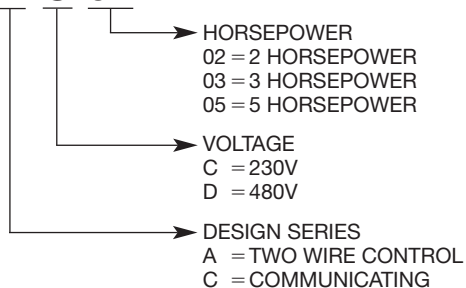 HORSEPOWER
02 = 2 HORSEPOWER
03 = 3 HORSEPOWER
05 = 5 HORSEPOWER
VOLTAGE
C = 230V
D = 480V
DESIGN SERIES
A = TWO WIRE CONTROL
C = COMMUNICATING